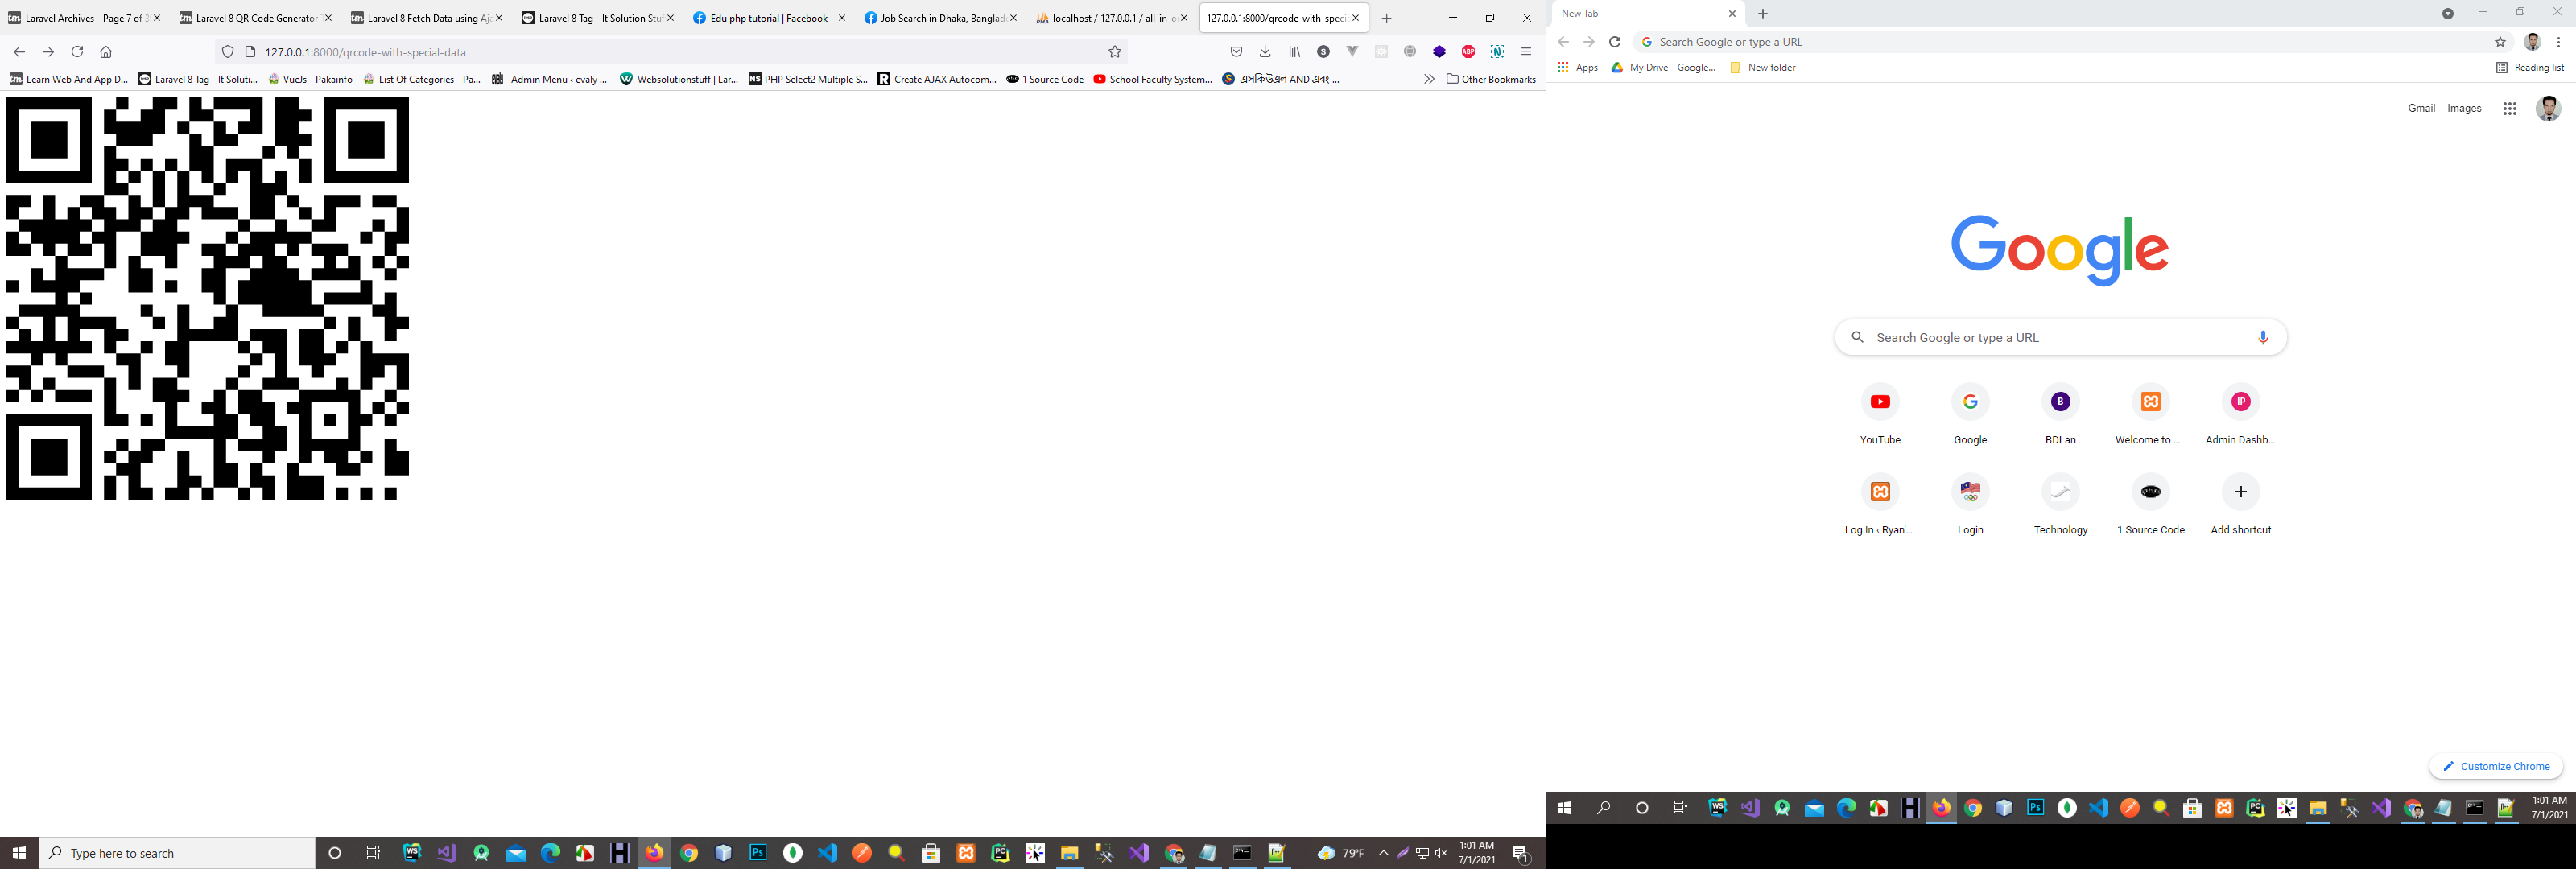 Laravel Archives - Page 7 of 3
Laravel 8 QR Code Generator
Laravel 8 Fetch Data using Aja
Laravel 8 Tag - It Solution Stuf
Edu php tutorial | Facebook
Job Search in Dhaka, Banglade
localhost / 127.0.0.1 / all_in_o
127.0.0.1:8000/qrcode-with-specia
127.0.0.1:8000/qrcode-with-special-data
Learn Web And App D...
Laravel 8 Tag - It Soluti...
VueJs - Pakainfo
List Of Categories - Pa...
Admin Menu ‹ evaly ...
Websolutionstuff | Lar...
PHP Select2 Multiple S...
Create AJAX Autocom...
1 Source Code
School Faculty System...
এসকিউএল AND এবং ...
Other Bookmarks
Type here to search
79°F
1:01 AM
7/1/2021
1
New Tab
Search Google or type a URL
Apps
My Drive - Google...
New folder
Reading list
Gmail Images
Google
Search Google or type a URL
YouTube
Google
B
BDLan
Welcome to ...
IP
Admin Dashb...
Log In ‹ Ryan'...
Login
Technology
1 Source Code
Add shortcut
Customize Chrome
1:01 AM
7/1/2021